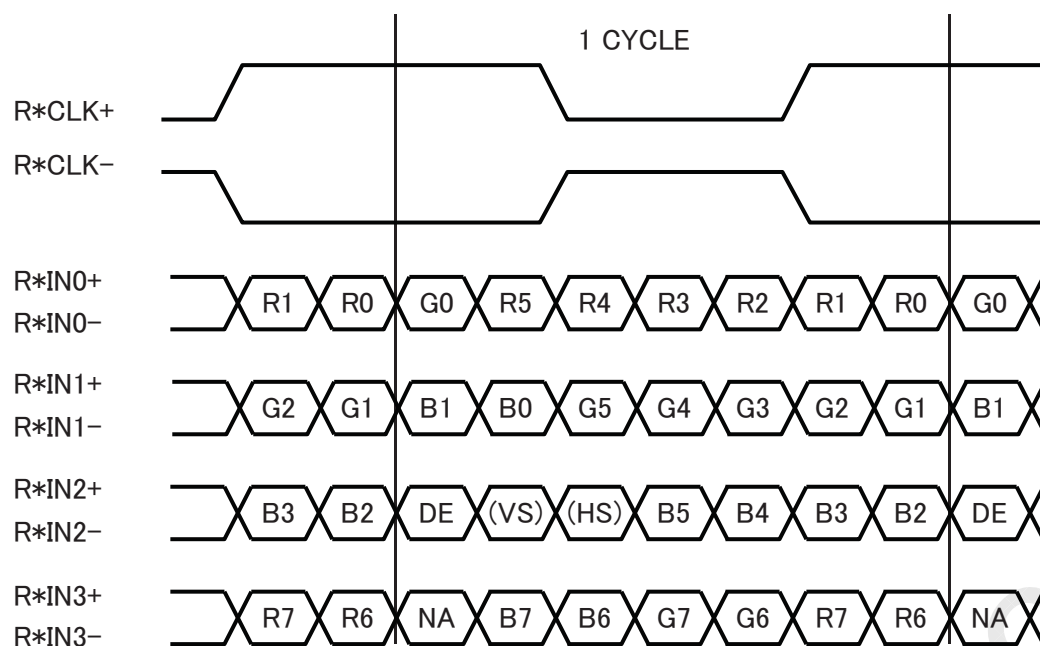 1 CYCLE
R*CLK+
R*CLK-
R*IN0+
R1 R0 G0 R5 R4 R3 R2 R1 R0 G0
R*IN0-
R*IN1+
G2 G1 B1 B0 G5 G4 G3 G2 G1 B1
R*IN1-
R*IN2+
B3 B2 DE (VS) (HS) B5 B4 B3 B2 DE
R*IN2-
R*IN3+
R7 R6 NA B7 B6 G7 G6 R7 R6 NA
R*IN3-